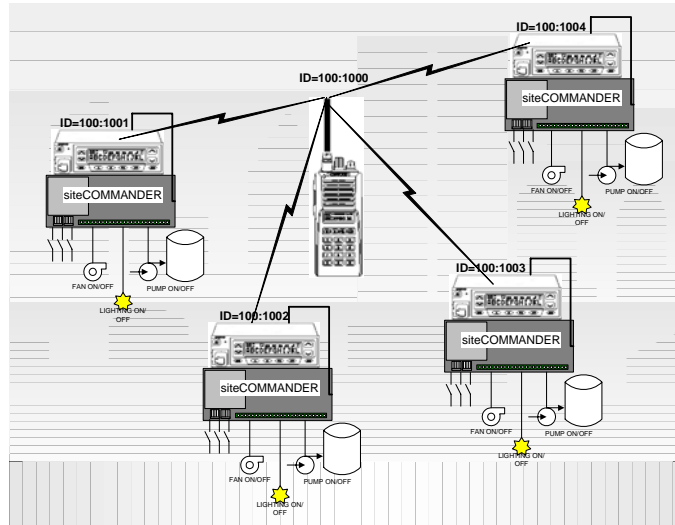 ID=100:1004
ID=100:1000
siteCOMMANDER
FAN ON/OFF
PUMP ON/OFF
LIGHTING ON/
OFF
ID=100:1001
siteCOMMANDER
FAN ON/OFF
PUMP ON/OFF
LIGHTING ON/
OFF
ID=100:1003
siteCOMMANDER
FAN ON/OFF
PUMP ON/OFF
LIGHTING ON/
OFF
ID=100:1002
siteCOMMANDER
FAN ON/OFF
PUMP ON/OFF
LIGHTING ON/
OFF